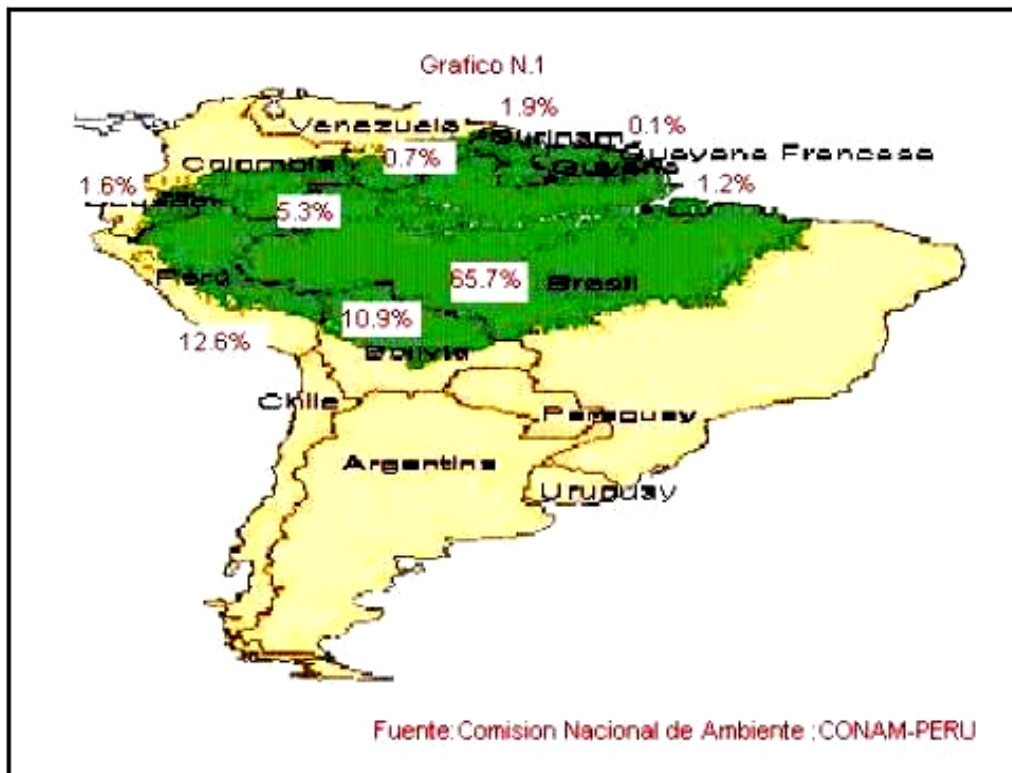 Grafico N.1
1.9%
Venezuela
Surinam
0.1%
Colombia
0.7%
Guyana
Guayana Francesa
1.6%
1.2%
5.3%
Perú
65.7%
Brasil
10.9%
12.6%
Bolivia
Chile
Paraguay
Argentina
Uruguay
Fuente:Comision Nacional de Ambiente ;CONAM-PERU